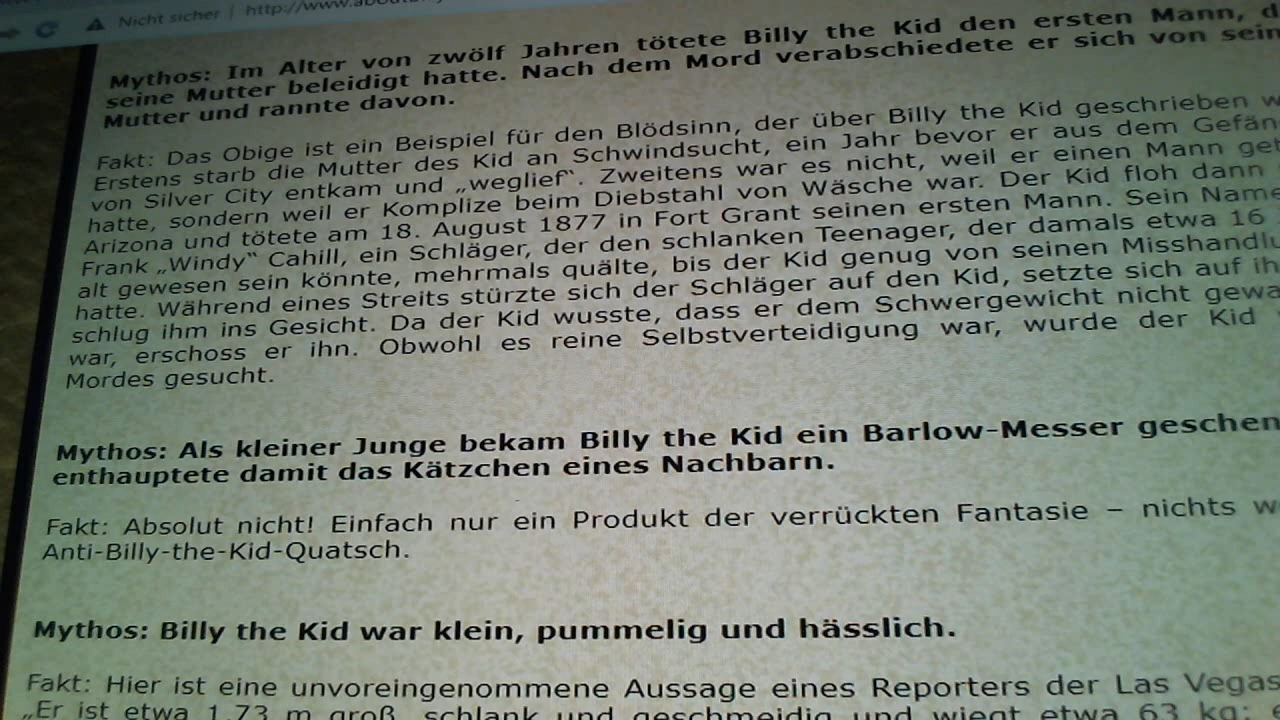 Nicht sicher | http://www.
Mythos: Im Alter von zwölf Jahren tötete Billy the Kid den ersten Mann, d
seine Mutter beleidigt hatte. Nach dem Mord verabschiedete er sich von sein
Mutter und rannte davon.
Fakt: Das Obige ist ein Beispiel für den Blödsinn, der über Billy the Kid geschrieben w
Erstens starb die Mutter des Kid an Schwindsucht, ein Jahr bevor er aus dem Gefän
von Silver City entkam und „weglief“. Zweitens war es nicht, weil er einen Mann get
hatte, sondern weil er Komplize beim Diebstahl von Wäsche war. Der Kid floh dann
Arizona und tötete am 18. August 1877 in Fort Grant seinen ersten Mann. Sein Name
Frank „Windy“ Cahill, ein Schläger, der den schlanken Teenager, der damals etwa 16
alt gewesen sein könnte, mehrmals quälte, bis der Kid genug von seinen Misshandlu
hatte. Während eines Streits stürzte sich der Schläger auf den Kid, setzte sich auf ih
schlug ihm ins Gesicht. Da der Kid wusste, dass er dem Schwergewicht nicht gewa
war, erschoss er ihn. Obwohl es reine Selbstverteidigung war, wurde der Kid
Mordes gesucht.
Mythos: Als kleiner Junge bekam Billy the Kid ein Barlow-Messer geschen
enthauptete damit das Kätzchen eines Nachbarn.
Fakt: Absolut nicht! Einfach nur ein Produkt der verrückten Fantasie – nichts w
Anti-Billy-the-Kid-Quatsch.
Mythos: Billy the Kid war klein, pummelig und hässlich.
Fakt: Hier ist eine unvoreingenommene Aussage eines Reporters der Las Vegas
„Er ist etwa 1,73 m groß, schlank und geschmeidig und wiegt etwa 63 kg;